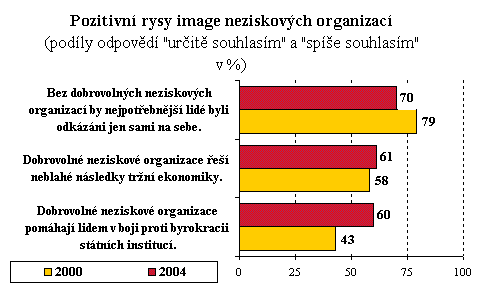 Pozitivní rysy image neziskových organizací
(podíly odpovědí "určitě souhlasím" a "spíše souhlasím"
v %)
Bez dobrovolných neziskových
organizací by nejpotřebnější lidé byli
odkázáni jen sami na sebe.
70
79
Dobrovolné neziskové organizace řeší
neblahé následky tržní ekonomiky.
61
58
Dobrovolné neziskové organizace
pomáhají lidem v boji proti byrokracii
státních institucí.
60
43
0 25 50 75 100
2000 2004